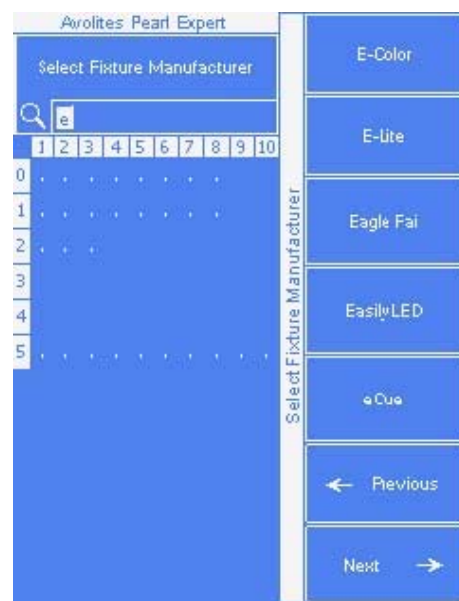 Avolites Pearl Expert
Select Fixture Manufacturer
e
1 2 3 4 5 6 7 8 9 10
0
1
2
3
4
5
Select Fixture Manufacturer
E-Color
E-Lite
Eagle Fai
EasilyLED
eCue
← Previous
Next →